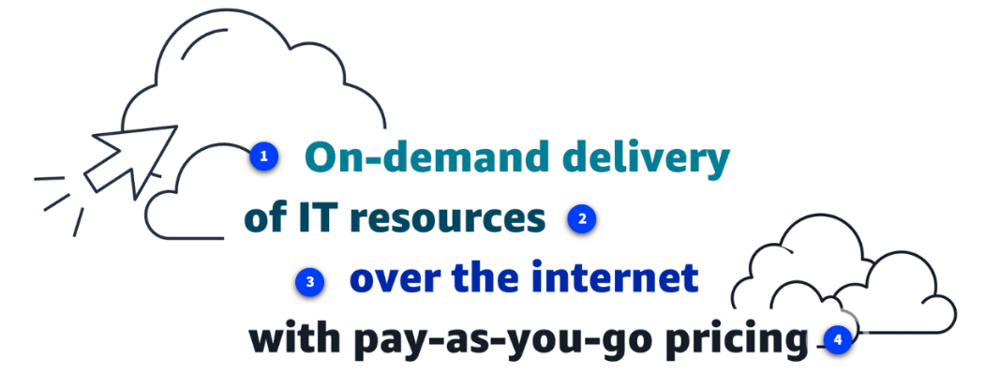 1 On-demand delivery
of IT resources 2
3 over the internet
with pay-as-you-go pricing 4